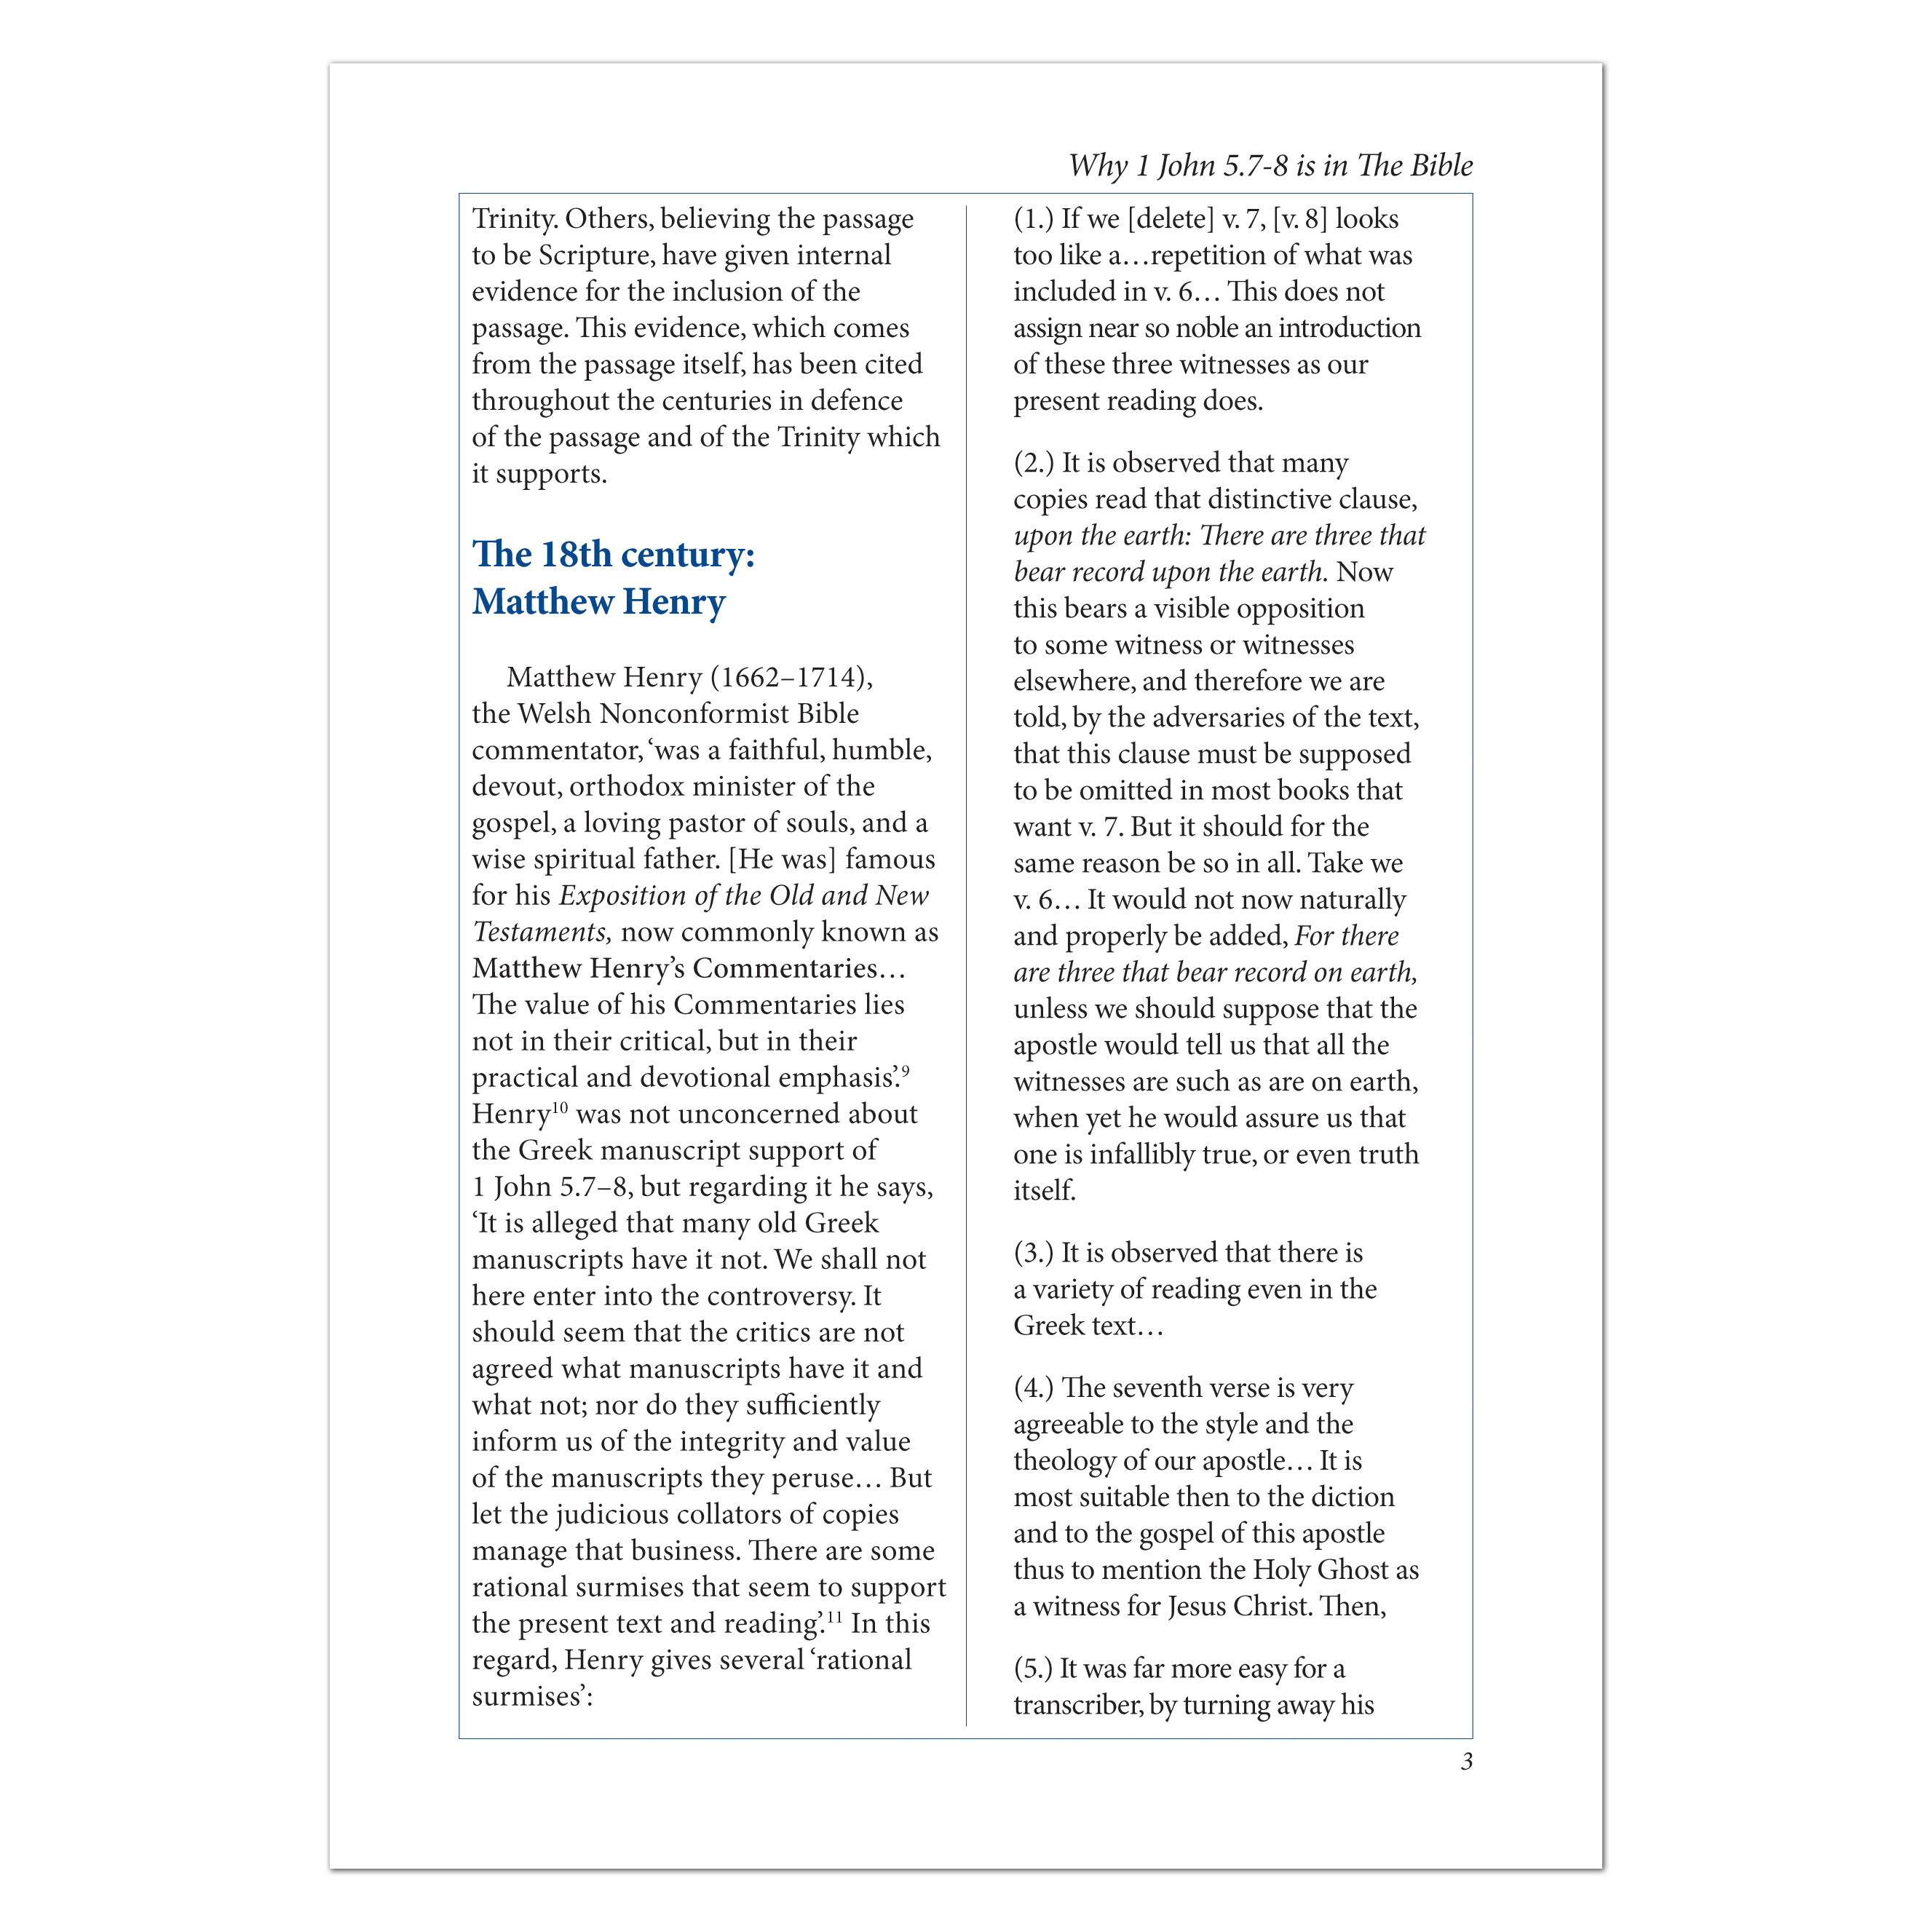 Why 1 John 5.7-8 is in The Bible
Trinity. Others, believing the passage
to be Scripture, have given internal
evidence for the inclusion of the
passage. This evidence, which comes
from the passage itself, has been cited
throughout the centuries in defence
of the passage and of the Trinity which
it supports.
The 18th century:
Matthew Henry
Matthew Henry (1662–1714),
the Welsh Nonconformist Bible
commentator, ‘was a faithful, humble,
devout, orthodox minister of the
gospel, a loving pastor of souls, and a
wise spiritual father. [He was] famous
for his Exposition of the Old and New
Testaments, now commonly known as
Matthew Henry’s Commentaries…
The value of his Commentaries lies
not in their critical, but in their
practical and devotional emphasis’.⁹
Henry¹⁰ was not unconcerned about
the Greek manuscript support of
1 John 5.7–8, but regarding it he says,
‘It is alleged that many old Greek
manuscripts have it not. We shall not
here enter into the controversy. It
should seem that the critics are not
agreed what manuscripts have it and
what not; nor do they sufficiently
inform us of the integrity and value
of the manuscripts they peruse… But
let the judicious collators of copies
manage that business. There are some
rational surmises that seem to support
the present text and reading’.¹¹ In this
regard, Henry gives several ‘rational
surmises’:
(1.) If we [delete] v. 7, [v. 8] looks
too like a…repetition of what was
included in v. 6… This does not
assign near so noble an introduction
of these three witnesses as our
present reading does.
(2.) It is observed that many
copies read that distinctive clause,
upon the earth: There are three that
bear record upon the earth. Now
this bears a visible opposition
to some witness or witnesses
elsewhere, and therefore we are
told, by the adversaries of the text,
that this clause must be supposed
to be omitted in most books that
want v. 7. But it should for the
same reason be so in all. Take we
v. 6… It would not now naturally
and properly be added, For there
are three that bear record on earth,
unless we should suppose that the
apostle would tell us that all the
witnesses are such as are on earth,
when yet he would assure us that
one is infallibly true, or even truth
itself.
(3.) It is observed that there is
a variety of reading even in the
Greek text…
(4.) The seventh verse is very
agreeable to the style and the
theology of our apostle… It is
most suitable then to the diction
and to the gospel of this apostle
thus to mention the Holy Ghost as
a witness for Jesus Christ. Then,
(5.) It was far more easy for a
transcriber, by turning away his
3